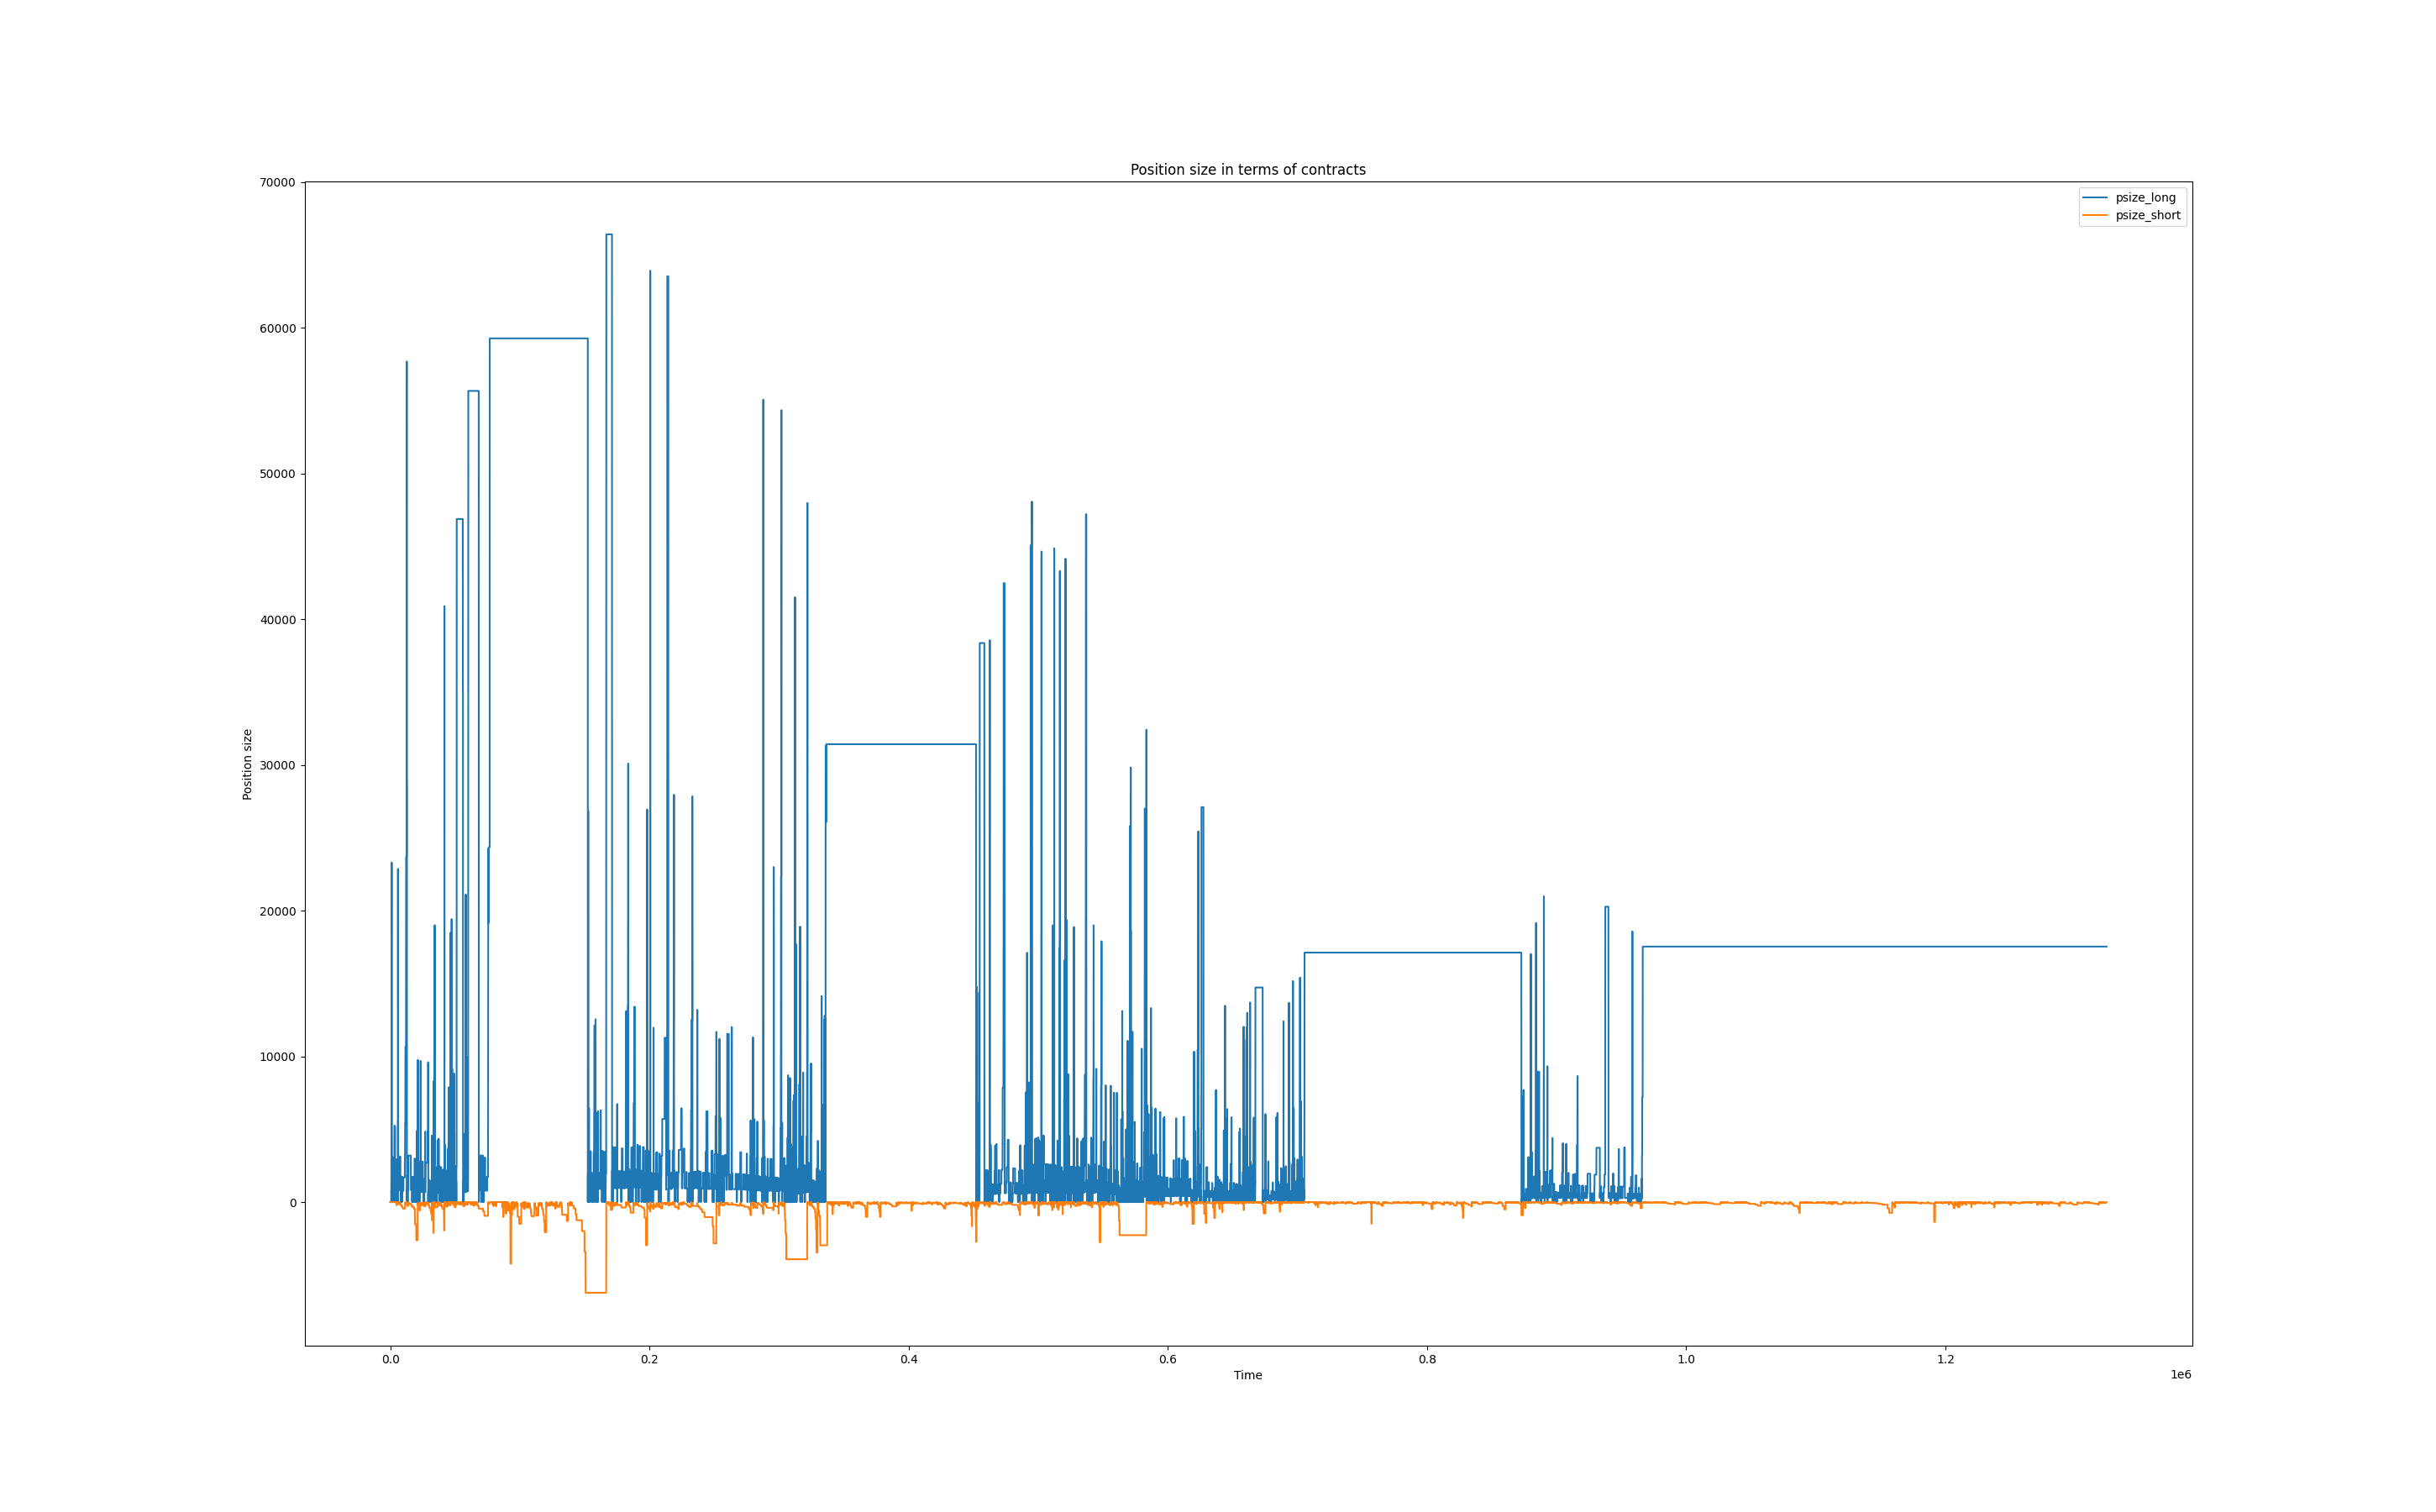 Position size in terms of contracts
psize_long
psize_short
70000
60000
50000
40000
30000
20000
10000
0
Position size
0.0
0.2
0.4
0.6
0.8
1.0
1.2
Time
1e6